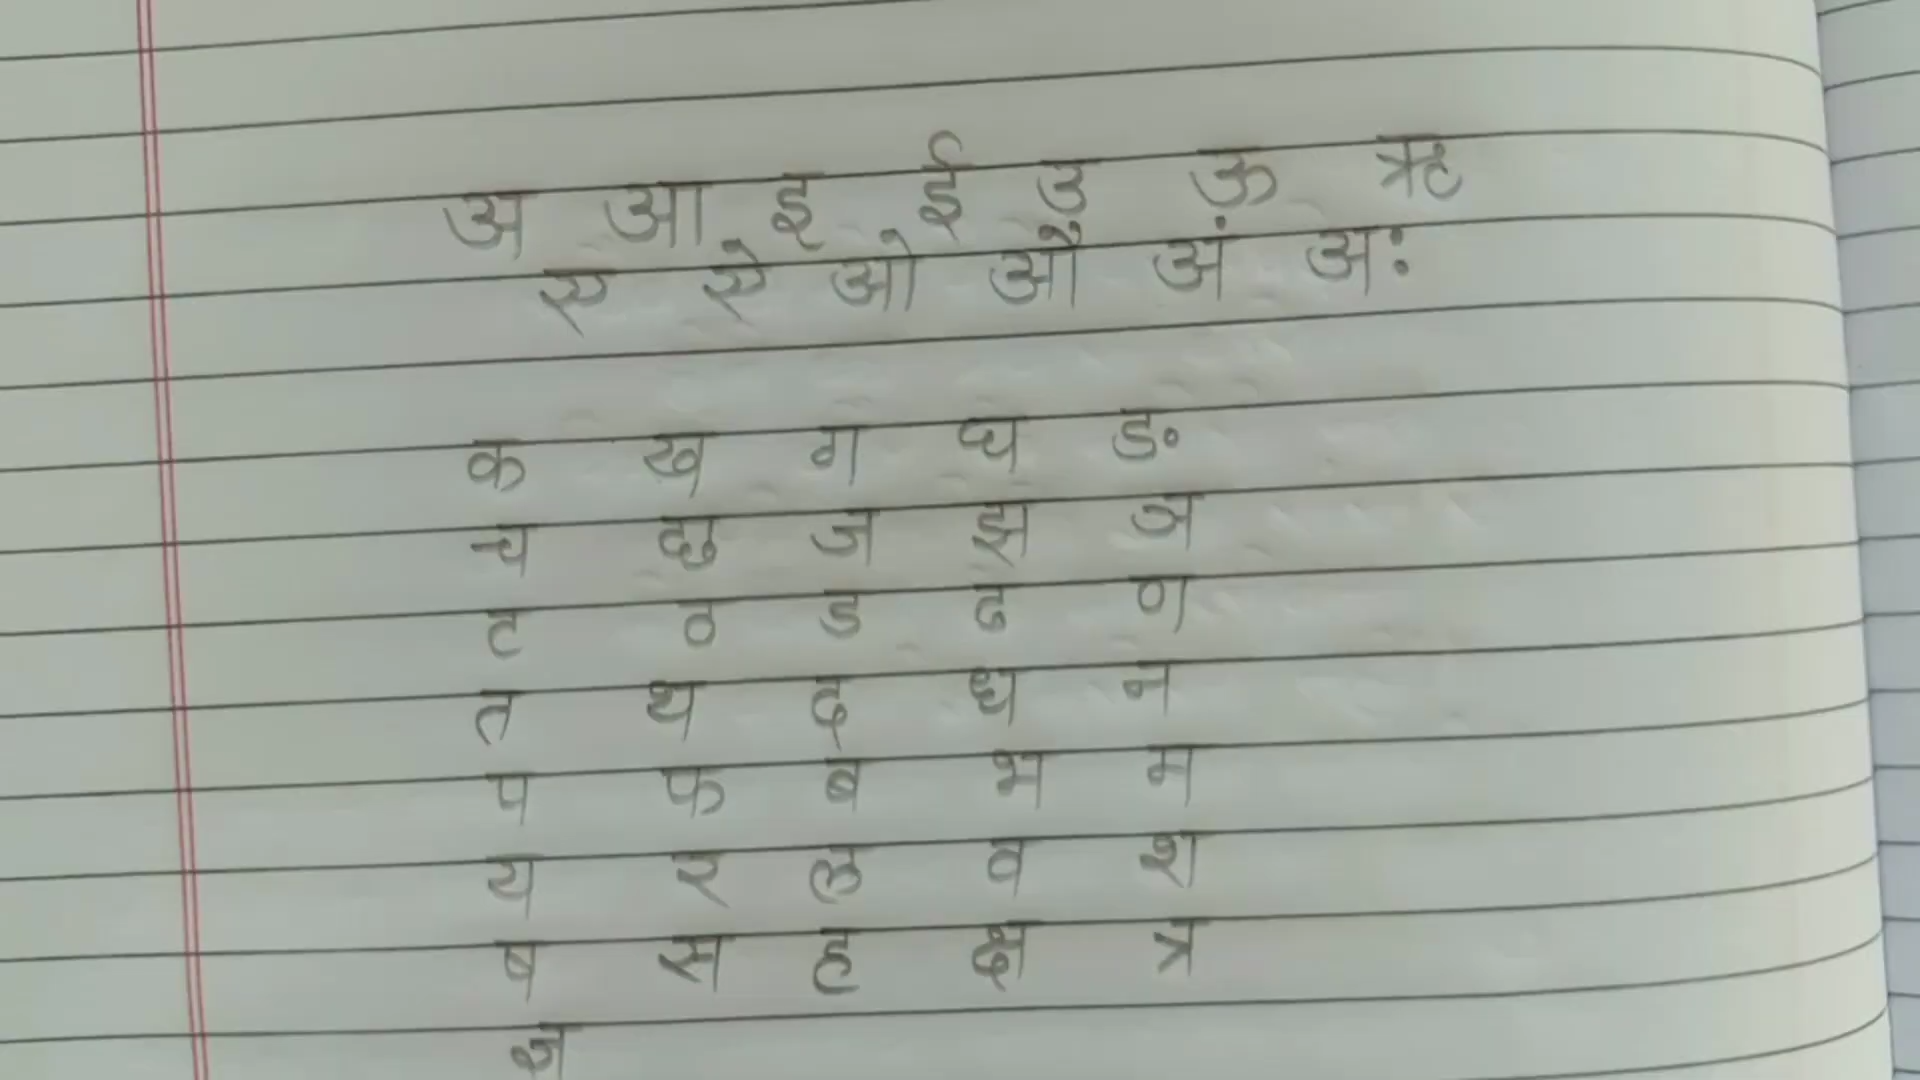 अ आ इ ई उ ऊ ऋ
ए ऐ ओ औ अं अः
क ख ग घ ङ
च छ ज झ ञ
ट ठ ड ढ ण
त थ द ध न
प फ ब भ म
य र ल व श
ष स ह क्ष त्र
ज्ञ